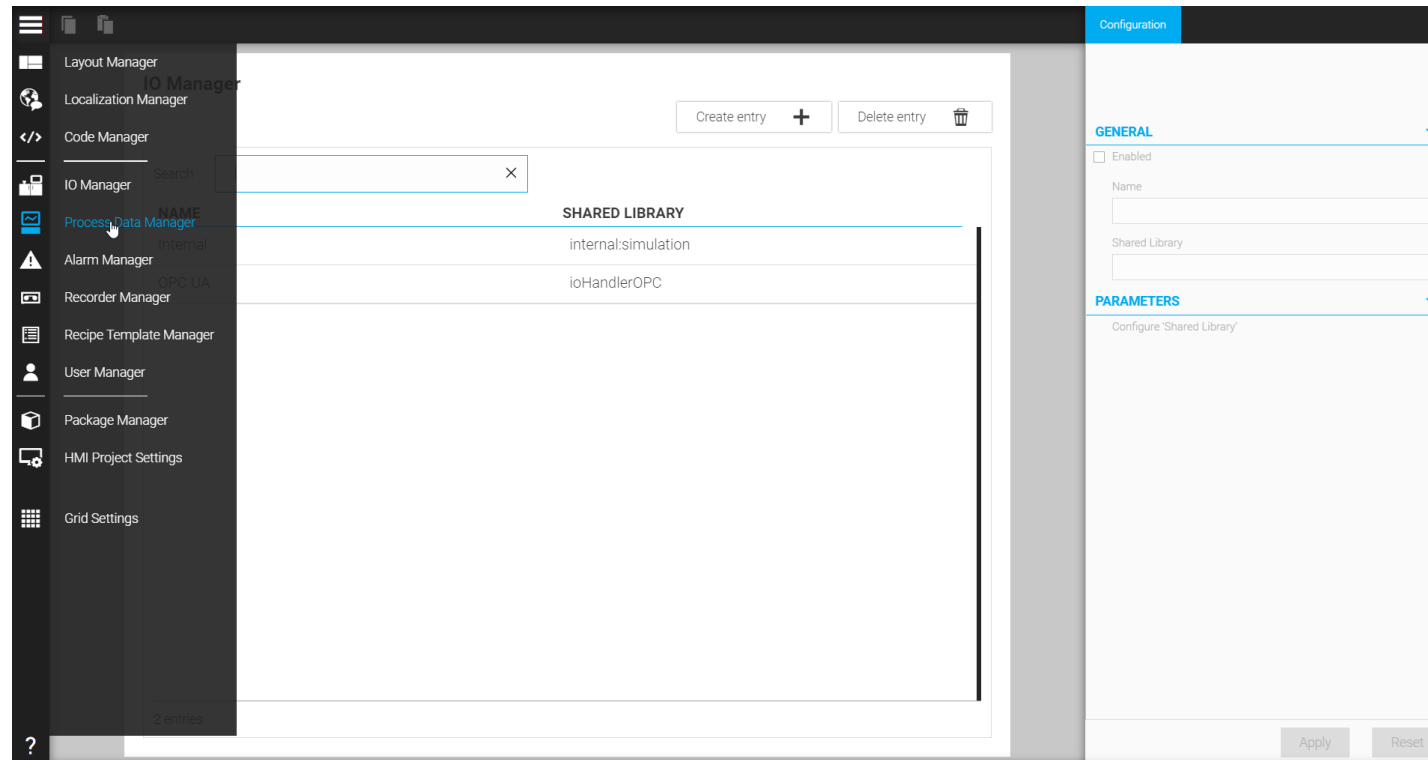 Configuration
Layout Manager
IO Manager
Localization Manager
Create entry
Delete entry
Code Manager
GENERAL
Enabled
Search
IO Manager
Name
NAME
SHARED LIBRARY
Process Data Manager
Internal
internal:simulation
Shared Library
Alarm Manager
OPC UA
ioHandlerOPC
Recorder Manager
PARAMETERS
Configure 'Shared Library'
Recipe Template Manager
User Manager
Package Manager
HMI Project Settings
Grid Settings
2 entries
Apply
Reset
?